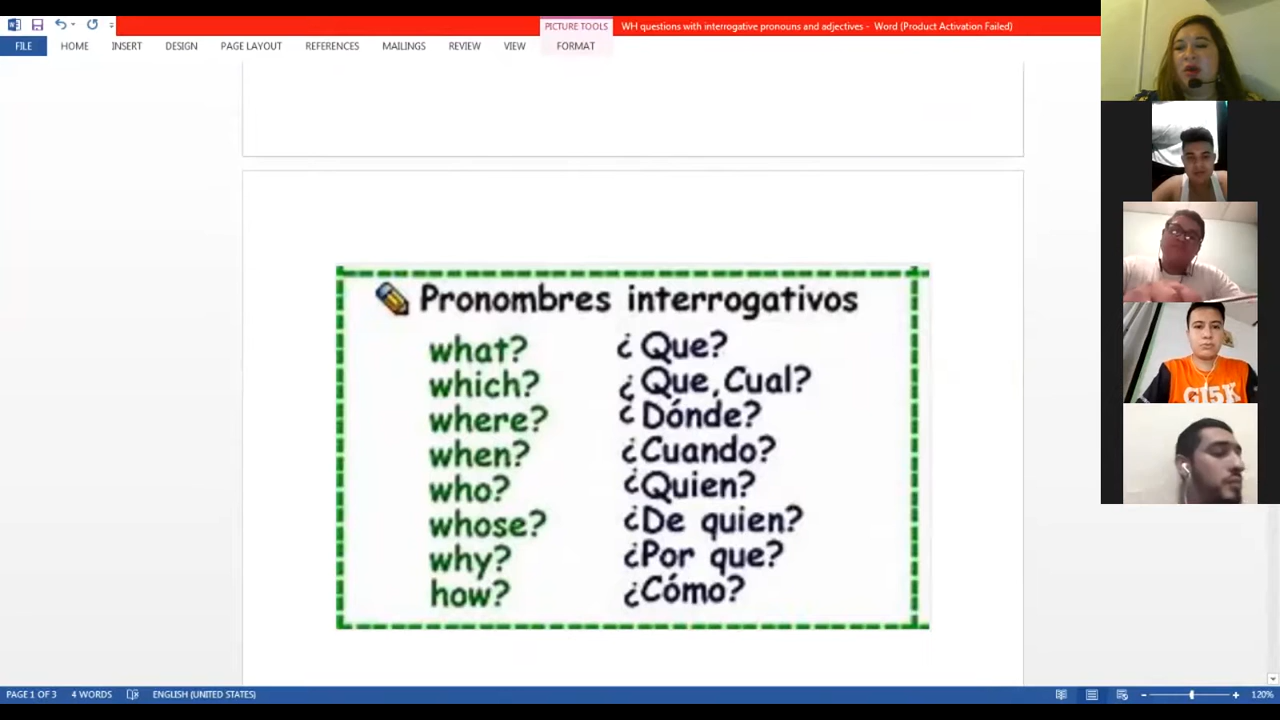 PICTURE TOOLS
WH questions with interrogative pronouns and adjectives - Word (Product Activation Failed)
FILE HOME INSERT DESIGN PAGE LAYOUT REFERENCES MAILINGS REVIEW VIEW FORMAT
Pronombres interrogativos
what? ¿Que?
which? ¿Que,Cual?
where? ¿Dónde?
when? ¿Cuando?
who? ¿Quien?
whose? ¿De quien?
why? ¿Por que?
how? ¿Cómo?
GT5K
PAGE 1 OF 3 4 WORDS ENGLISH (UNITED STATES) 120%